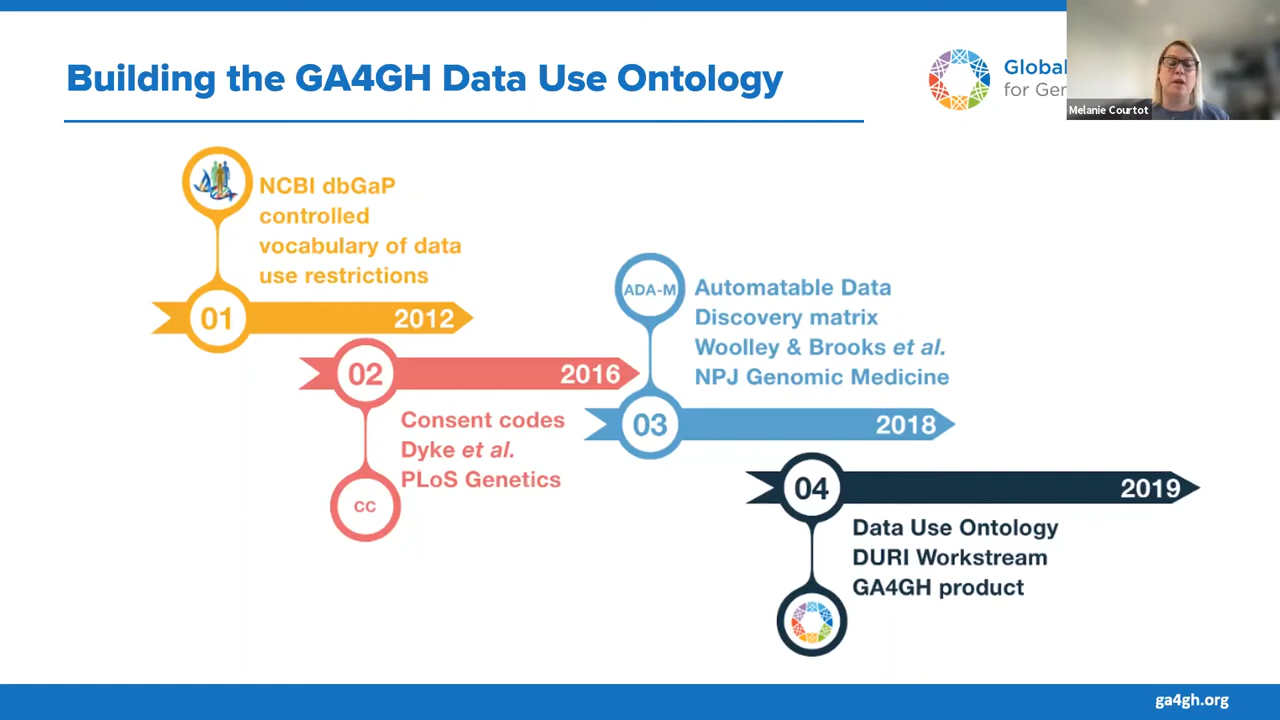 Building the GA4GH Data Use Ontology
Global
for Gen
Melanie Courtot
NCBI dbGaP
controlled
vocabulary of data
use restrictions
01
2012
02
2016
Consent codes
Dyke et al.
PLoS Genetics
CC
ADA-M
Automatable Data
Discovery matrix
Woolley & Brooks et al.
NPJ Genomic Medicine
03
2018
04
2019
Data Use Ontology
DURI Workstream
GA4GH product
ga4gh.org